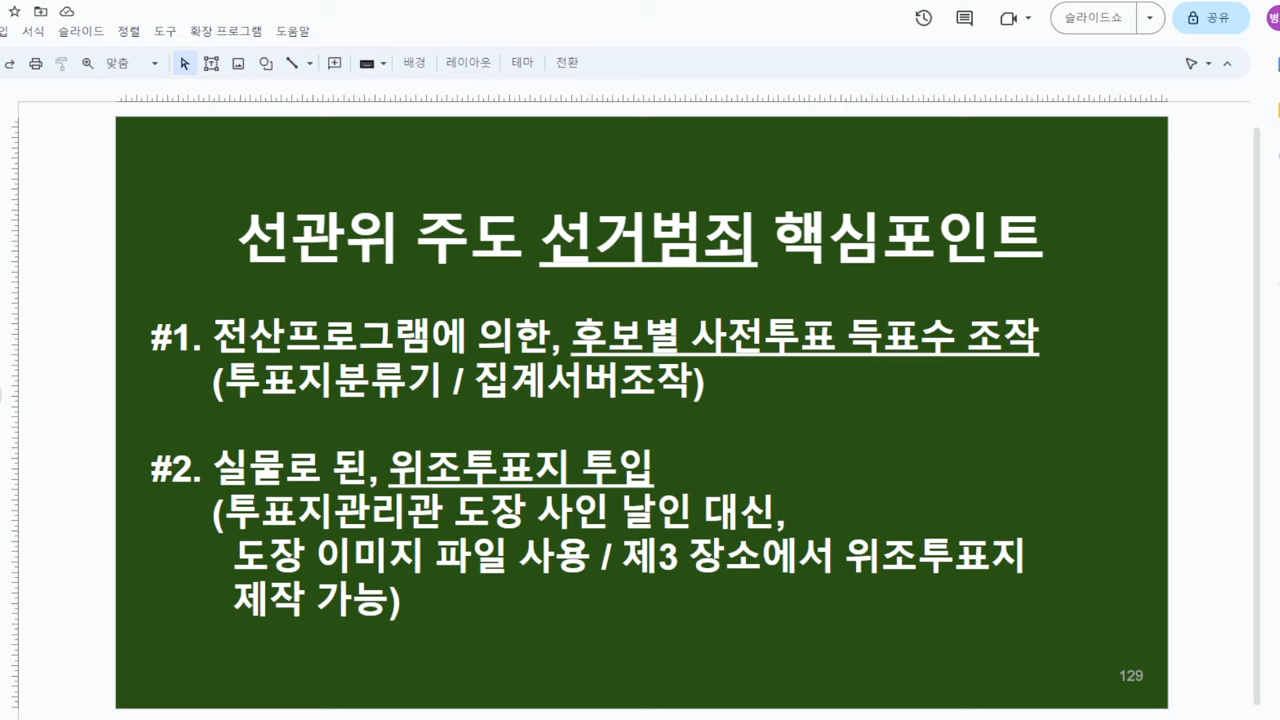 입 서식 슬라이드 정렬 도구 확장 프로그램 도움말
슬라이드쇼 공유
맞춤 배경 레이아웃 테마 전환
선관위 주도 선거범죄 핵심포인트
#1. 전산프로그램에 의한, 후보별 사전투표 득표수 조작
(투표지분류기 / 집계서버조작)
#2. 실물로 된, 위조투표지 투입
(투표지관리관 도장 사인 날인 대신,
도장 이미지 파일 사용 / 제3 장소에서 위조투표지
제작 가능)
129